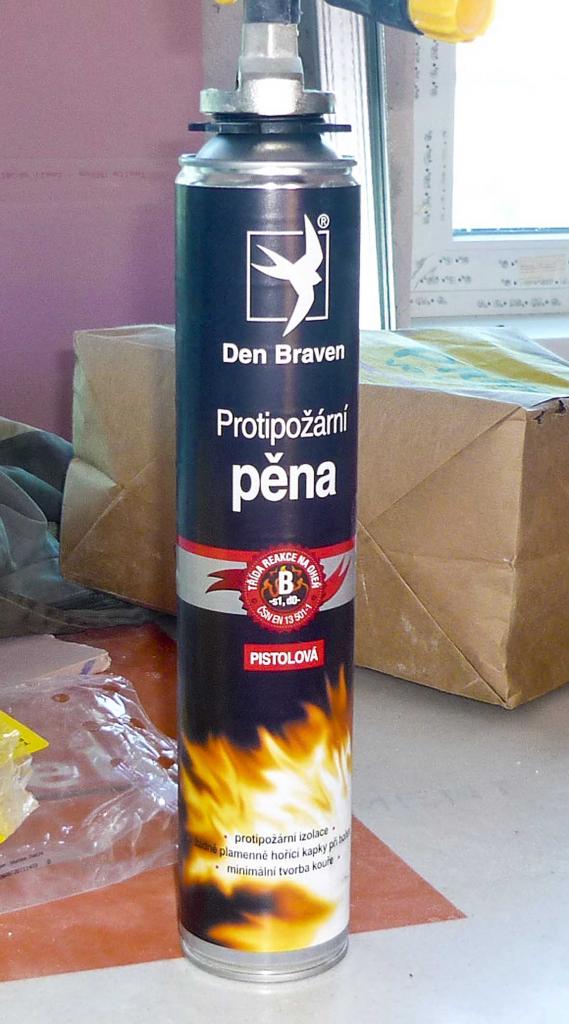 ®
Den Braven
Protipožární
pěna
TŘÍDA REAKCE NA OHEŇ
B
-s1, d0-
ČSN EN 13 501-1
PISTOLOVÁ
• protipožární izolace •
plamenně hořící kapky při
• minimální tvorba kouře •